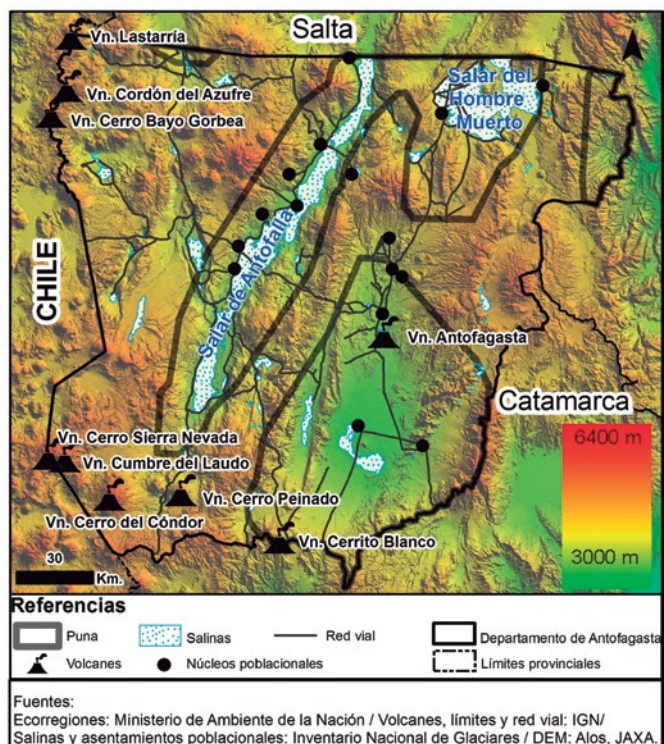 Salta
Vn. Lastarría
Vn. Cordón del Azufre
Vn. Cerro Bayo Gorbea
Salar del
Hombre
Muerto
CHILE
Salar de Antofalla
Vn. Antofagasta
Catamarca
Vn. Cerro Sierra Nevada
Vn. Cumbre del Laudo
Vn. Cerro Peinado
Vn. Cerro del Cóndor
Vn. Cerrito Blanco
6400 m
3000 m
30
Km.
Referencias
Puna
Salinas
Red vial
Departamento de Antofagasta
Volcanes
Núcleos poblacionales
Límites provinciales
Fuentes:
Ecorregiones: Ministerio de Ambiente de la Nación / Volcanes, límites y red vial: IGN/
Salinas y asentamientos poblacionales: Inventario Nacional de Glaciares / DEM: Alos, JAXA.